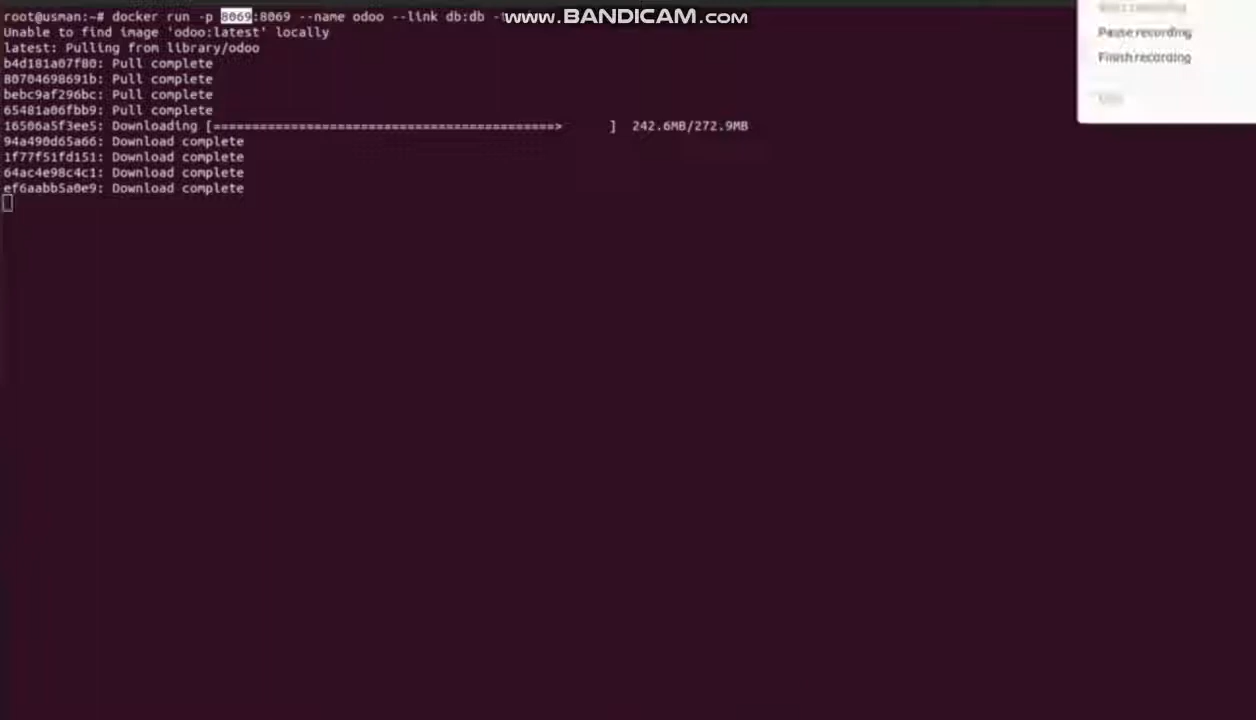 root@usman:~# docker run -p 8069:8069 --name odoo --link db:db -
www.BANDICAM.com
Unable to find image 'odoo:latest' locally
latest: Pulling from library/odoo
b4d181a07f80: Pull complete
80704698691b: Pull complete
bebc9af296bc: Pull complete
65481a06fbb9: Pull complete
16506a5f3ee5: Downloading [============================================>      ]  242.6MB/272.9MB
94a490d65a66: Download complete
1f77f51fd151: Download complete
64ac4e98c4c1: Download complete
ef6aabb5a0e9: Download complete
Start recording
Pause recording
Finish recording